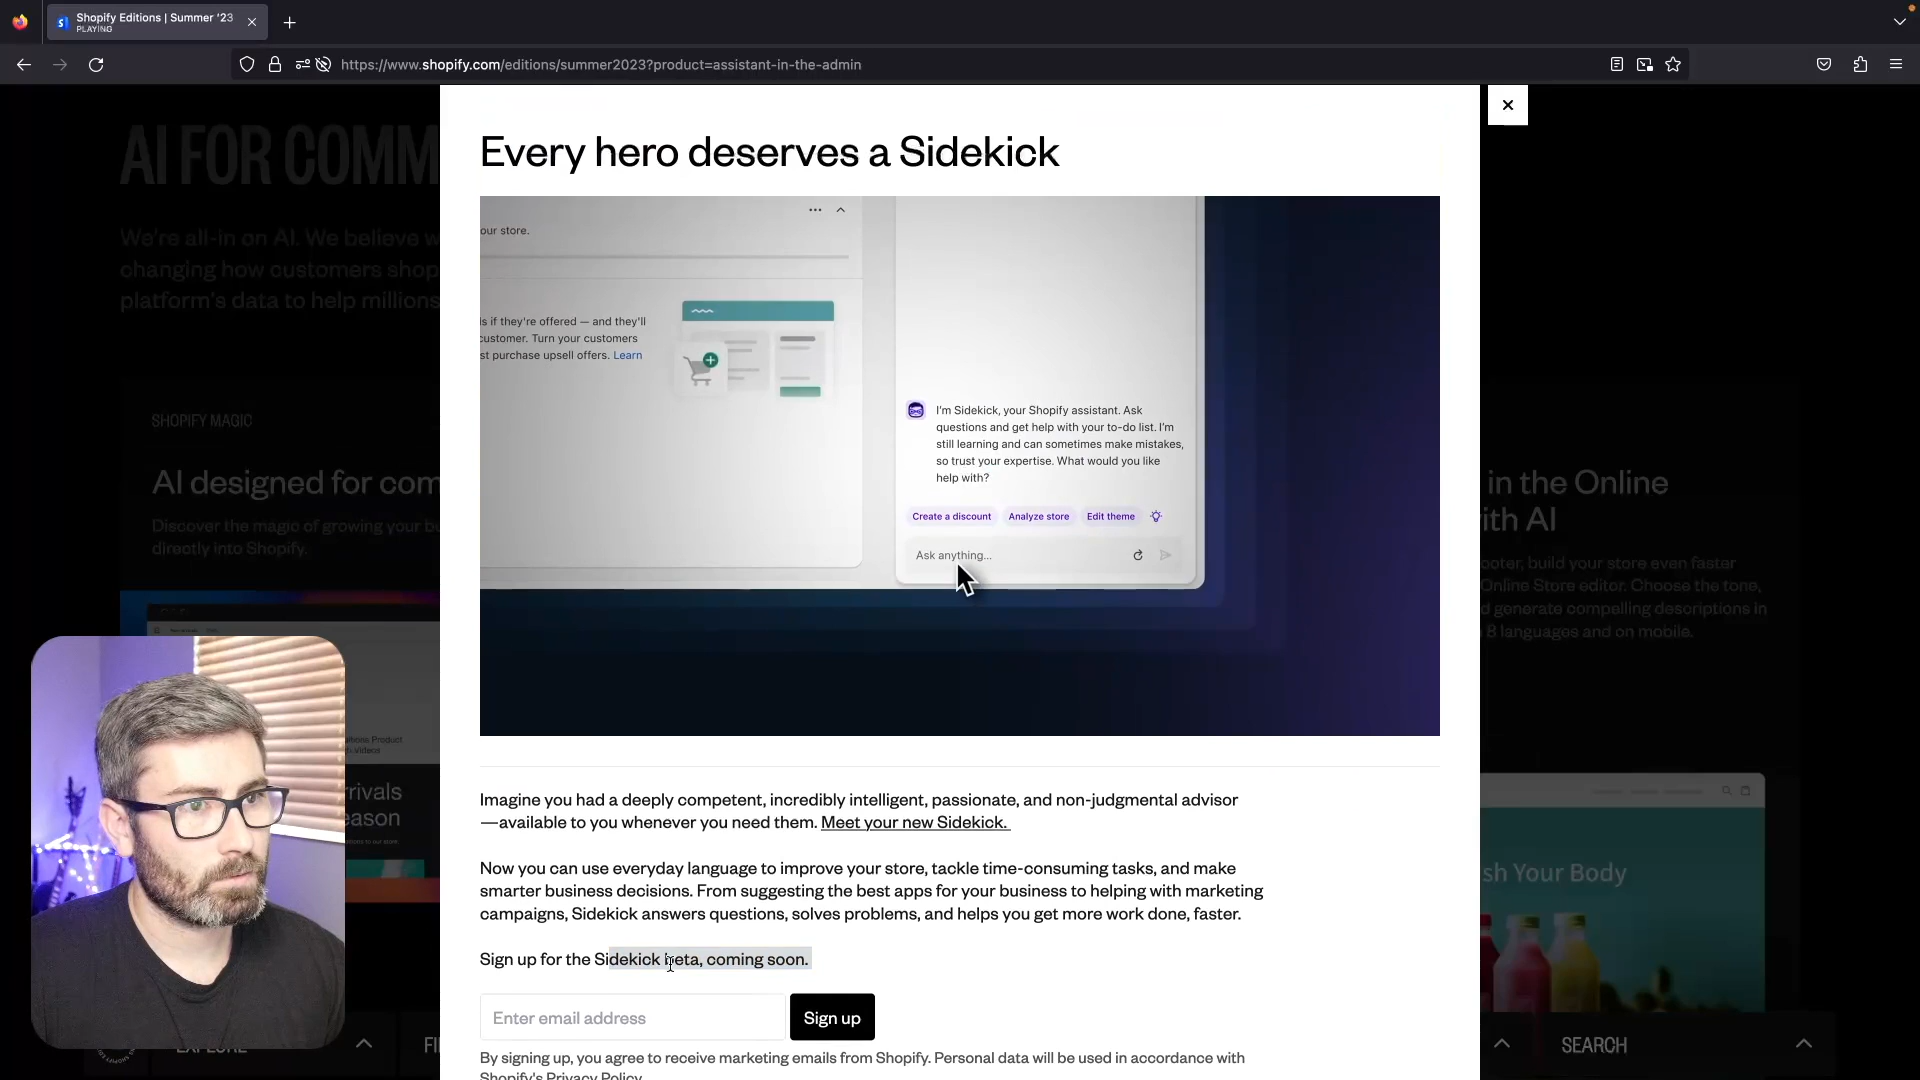 Shopify Editions | Summer '23
PLAYING
https://www.shopify.com/editions/summer2023?product=assistant-in-the-admin
AI FOR COMM
We're all-in on AI. We believe w
changing how customers shop
platform's data to help millions
SHOPIFY MAGIC
AI designed for com
Discover the magic of growing your b
directly into Shopify.
Every hero deserves a Sidekick
our store.
is if they're offered — and they'll
customer. Turn your customers
st purchase upsell offers. Learn
I'm Sidekick, your Shopify assistant. Ask
questions and get help with your to-do list. I'm
still learning and can sometimes make mistakes,
so trust your expertise. What would you like
help with?
Create a discount
Analyze store
Edit theme
Ask anything...
Imagine you had a deeply competent, incredibly intelligent, passionate, and non-judgmental advisor
—available to you whenever you need them. Meet your new Sidekick.
Now you can use everyday language to improve your store, tackle time-consuming tasks, and make
smarter business decisions. From suggesting the best apps for your business to helping with marketing
campaigns, Sidekick answers questions, solves problems, and helps you get more work done, faster.
Sign up for the Sidekick beta, coming soon.
Enter email address
Sign up
By signing up, you agree to receive marketing emails from Shopify. Personal data will be used in accordance with
Shopify's Privacy Policy
in the Online
ith AI
ooter, build your store even faster
Online Store editor. Choose the tone,
d generate compelling descriptions in
8 languages and on mobile.
sh Your Body
ditions Product
videos
rrivals
eason
EXPLORE
FI
SEARCH